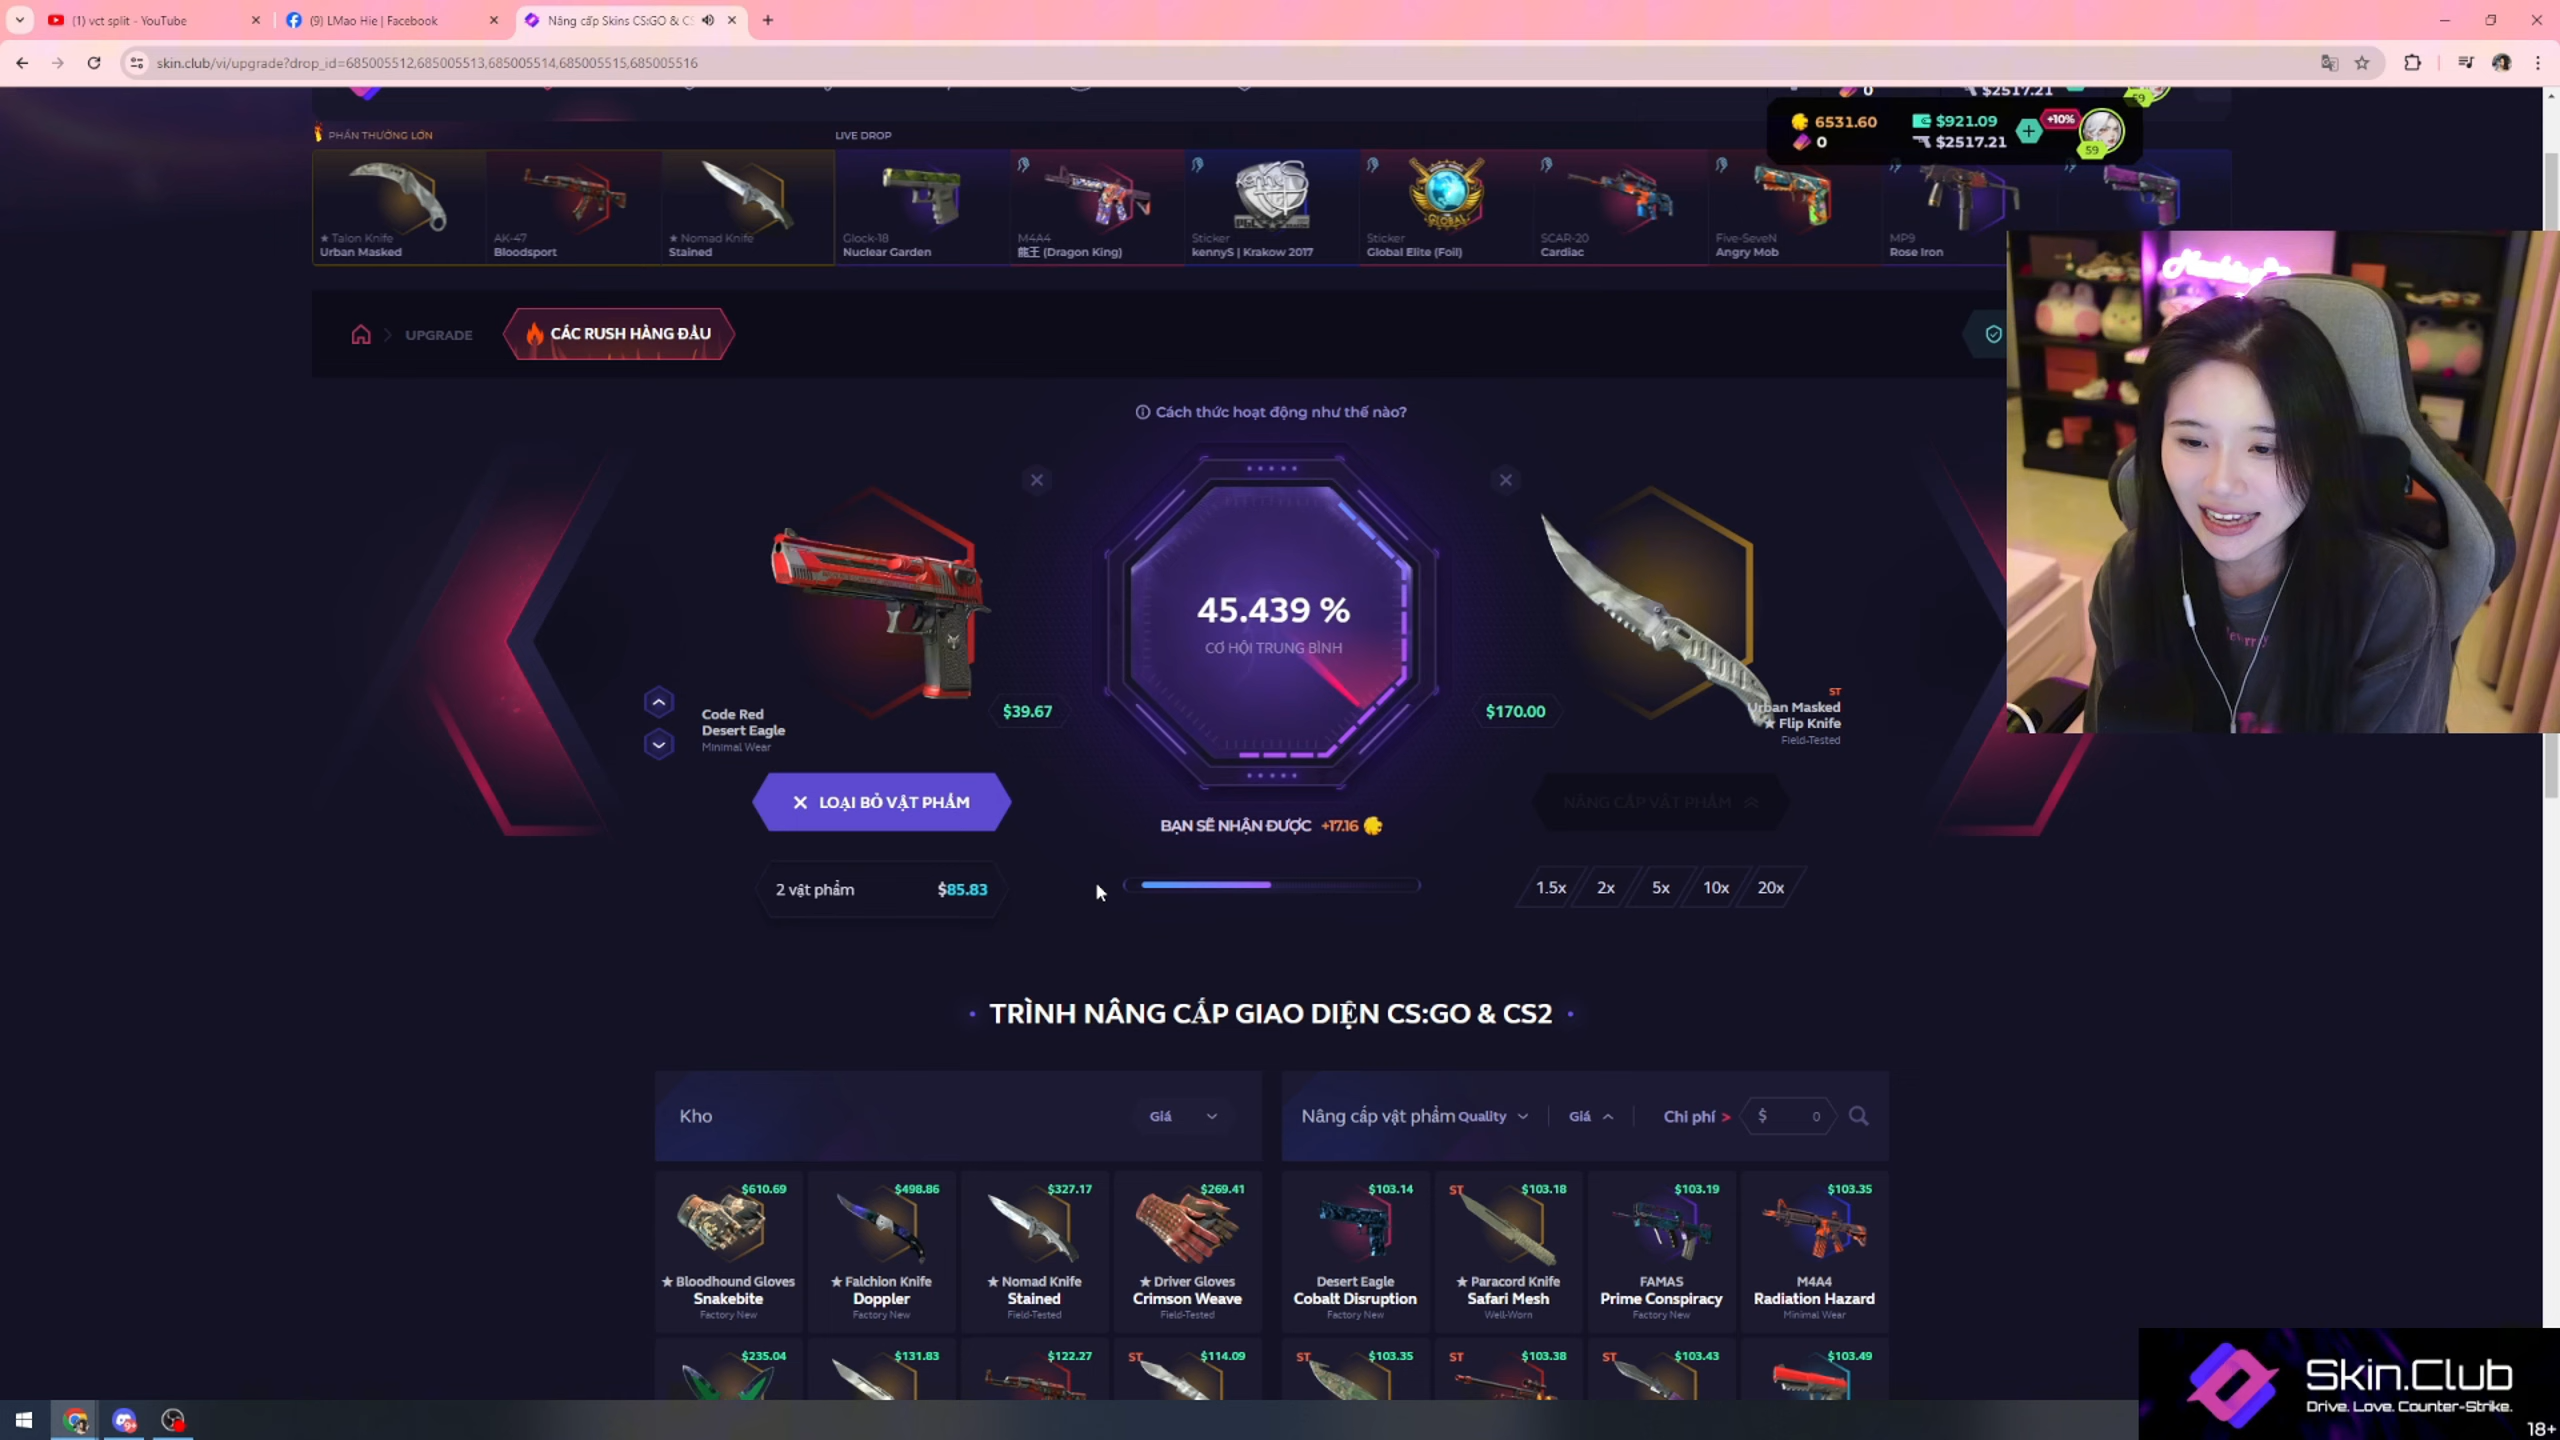 (1) vct split - YouTube
(9) LMao Hie | Facebook
Nâng cấp Skins CS:GO & CS
skin.club/vi/upgrade?drop_id=685005512,685005513,685005514,685005515,685005516
0
$2517.21
59
6531.60
$921.09
+10%
0
$2517.21
59
PHẦN THƯỞNG LỚN
LIVE DROP
★ Talon Knife
Urban Masked
AK-47
Bloodsport
★ Nomad Knife
Stained
Glock-18
Nuclear Garden
M4A4
龍王 (Dragon King)
Sticker
kennyS | Krakow 2017
Sticker
Global Elite (Foil)
SCAR-20
Cardiac
Five-SeveN
Angry Mob
MP9
Rose Iron
UPGRADE
CÁC RUSH HÀNG ĐẦU
Cách thức hoạt động như thế nào?
45.439 %
CƠ HỘI TRUNG BÌNH
$39.67
Code Red
Desert Eagle
Minimal Wear
$170.00
ST
Urban Masked
★ Flip Knife
Field-Tested
LOẠI BỎ VẬT PHẨM
NÂNG CẤP VẬT PHẨM
BẠN SẼ NHẬN ĐƯỢC +17.16
2 vật phẩm $85.83
1.5x 2x 5x 10x 20x
TRÌNH NÂNG CẤP GIAO DIỆN CS:GO & CS2
Kho
Giá
Nâng cấp vật phẩm
Quality
Giá
Chi phí >
$ 0
$610.69
★ Bloodhound Gloves
Snakebite
Factory New
$498.86
★ Falchion Knife
Doppler
Factory New
$327.17
★ Nomad Knife
Stained
Field-Tested
$269.41
★ Driver Gloves
Crimson Weave
Field-Tested
$103.14
Desert Eagle
Cobalt Disruption
Factory New
ST
$103.18
★ Paracord Knife
Safari Mesh
Well-Worn
$103.19
FAMAS
Prime Conspiracy
Factory New
$103.35
M4A4
Radiation Hazard
Minimal Wear
$235.04
$131.83
$122.27
ST
$114.09
ST
$103.35
ST
$103.38
ST
$103.43
$103.49
Skin.Club
Drive. Love. Counter-Strike.
18+